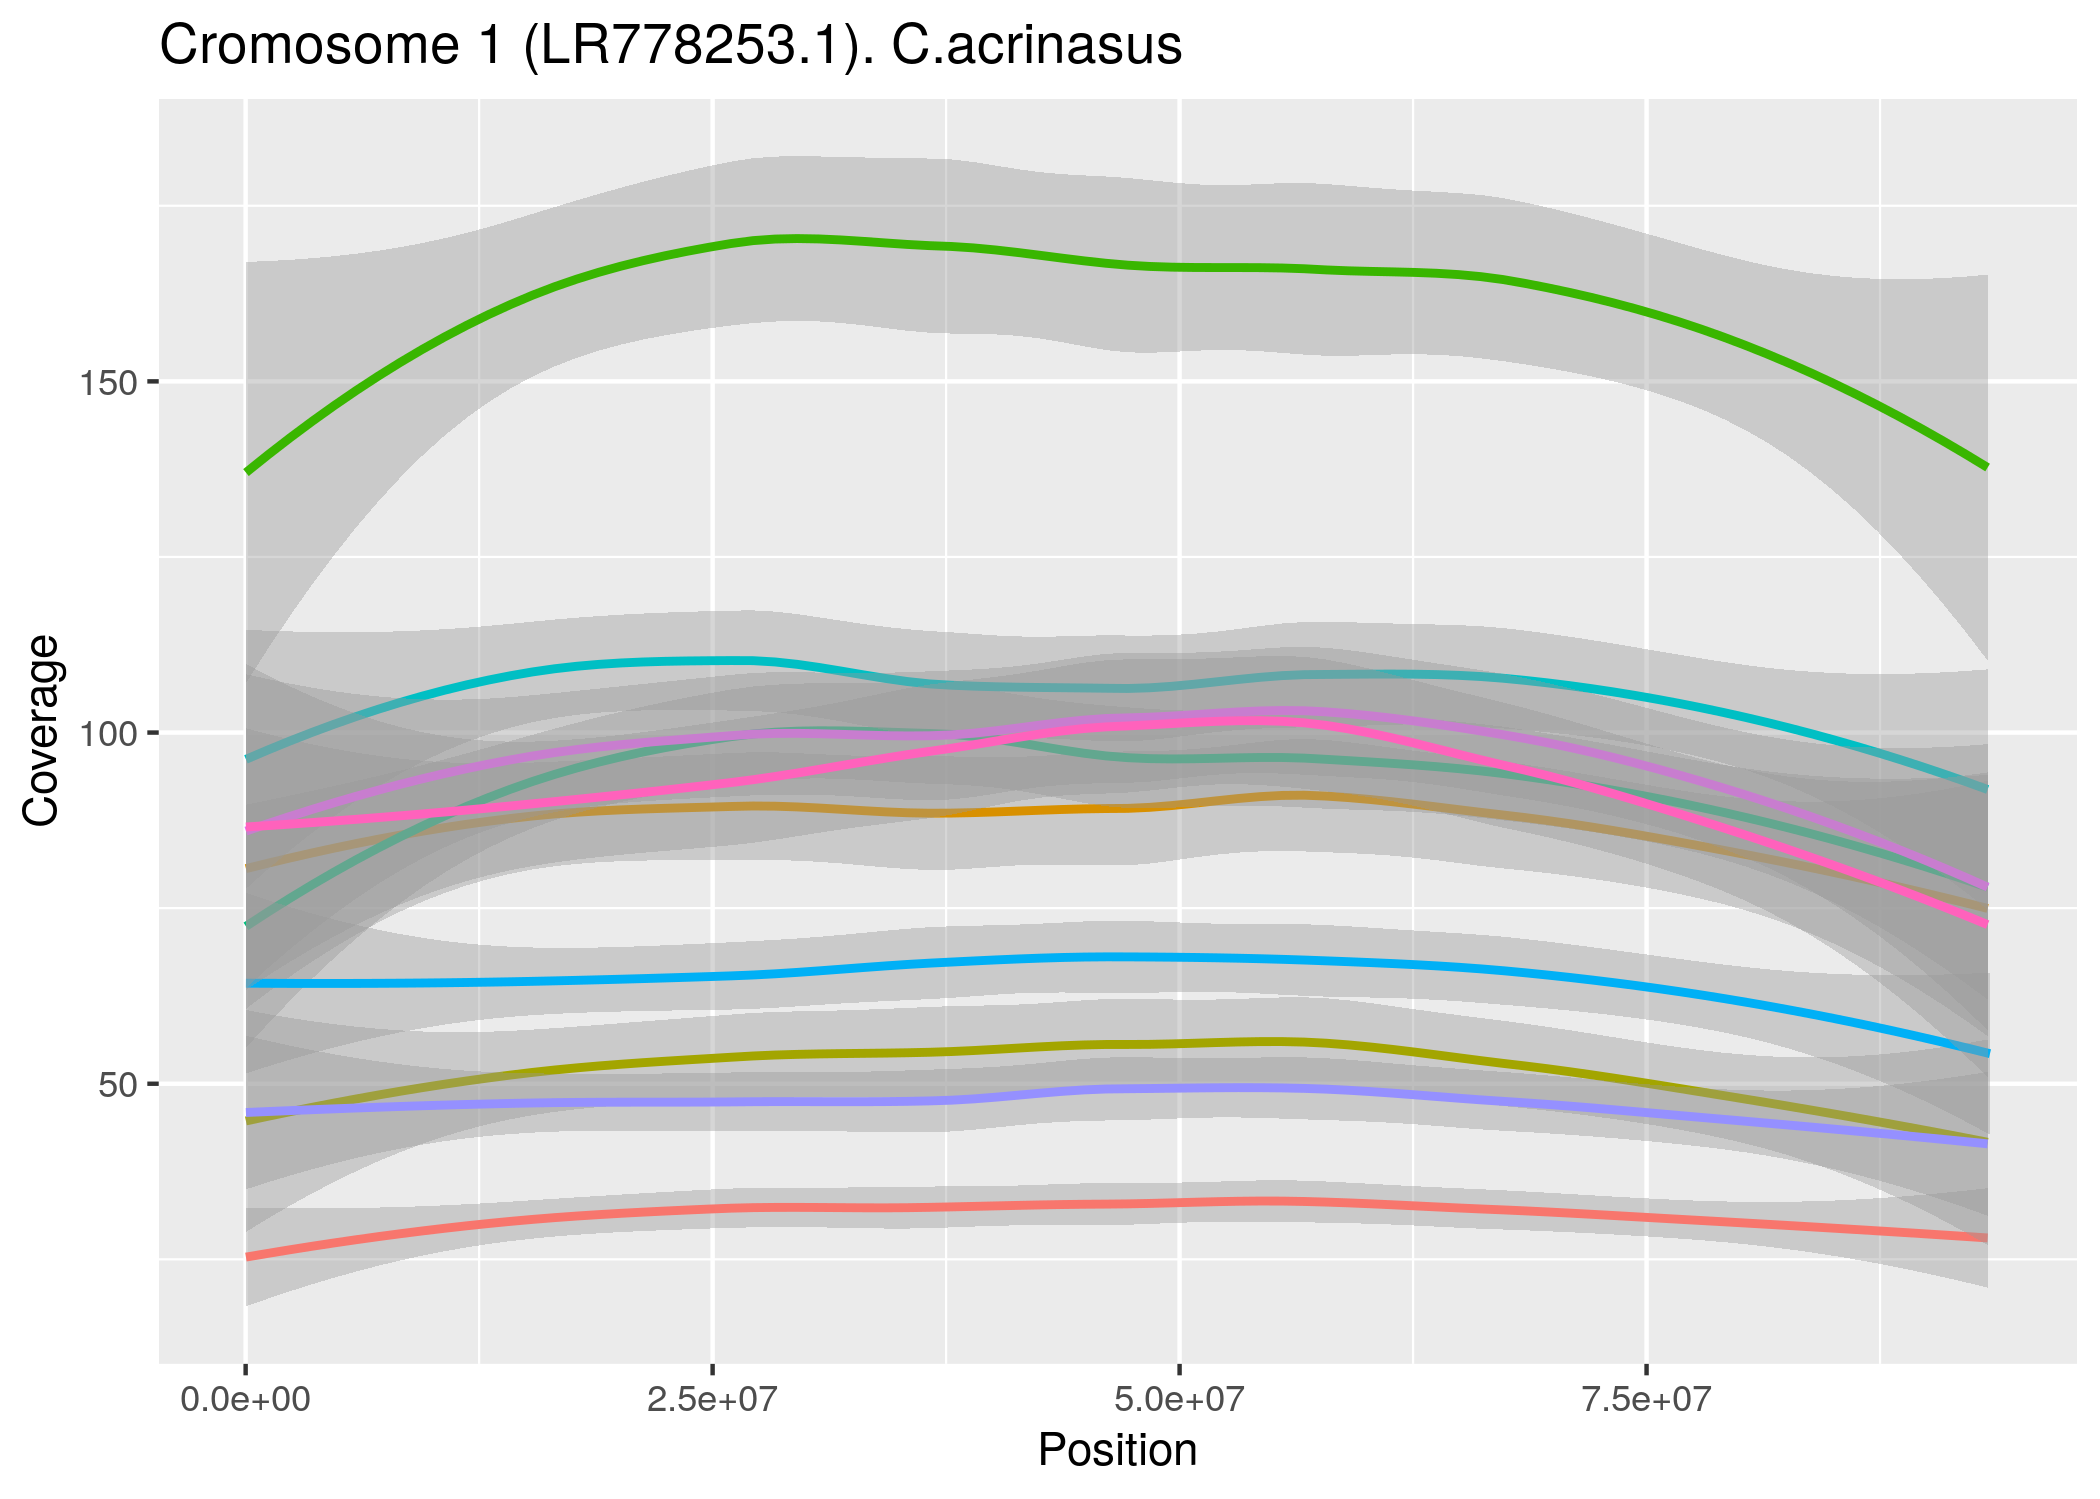 Cromosome 1 (LR778253.1). C.acrinasus
150
100
50
Coverage
0.0e+00 2.5e+07 5.0e+07 7.5e+07
Position